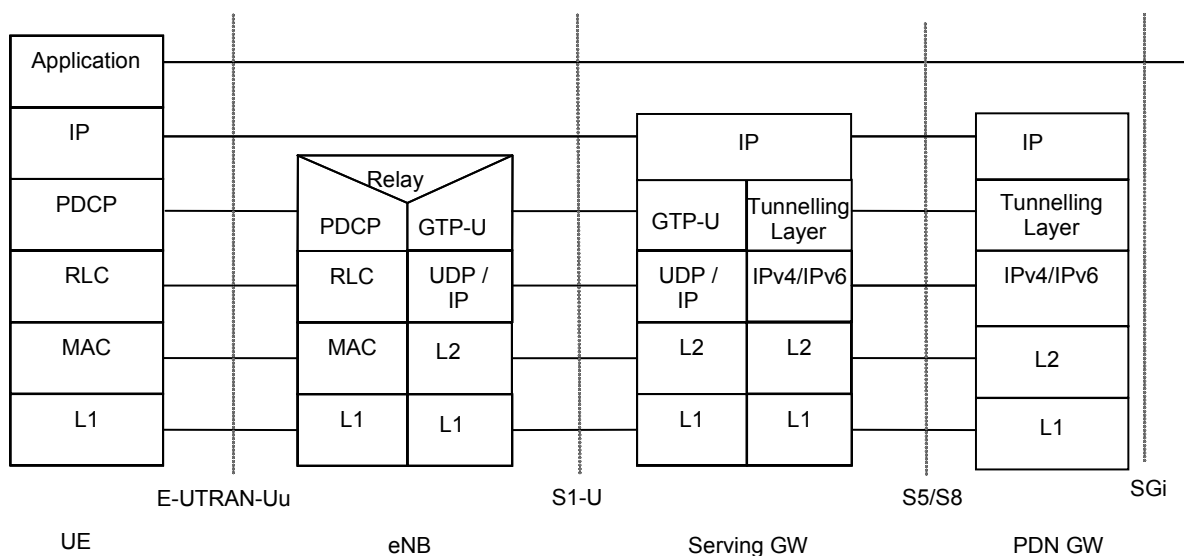 Application
IP
IP
IP
Relay
PDCP
PDCP
GTP-U
GTP-U
Tunnelling
Layer
Tunnelling
Layer
RLC
RLC
UDP /
IP
UDP /
IP
IPv4/IPv6
IPv4/IPv6
MAC
MAC
L2
L2
L2
L2
L1
L1
L1
L1
L1
L1
E-UTRAN-Uu
S1-U
S5/S8
SGi
UE
eNB
Serving GW
PDN GW